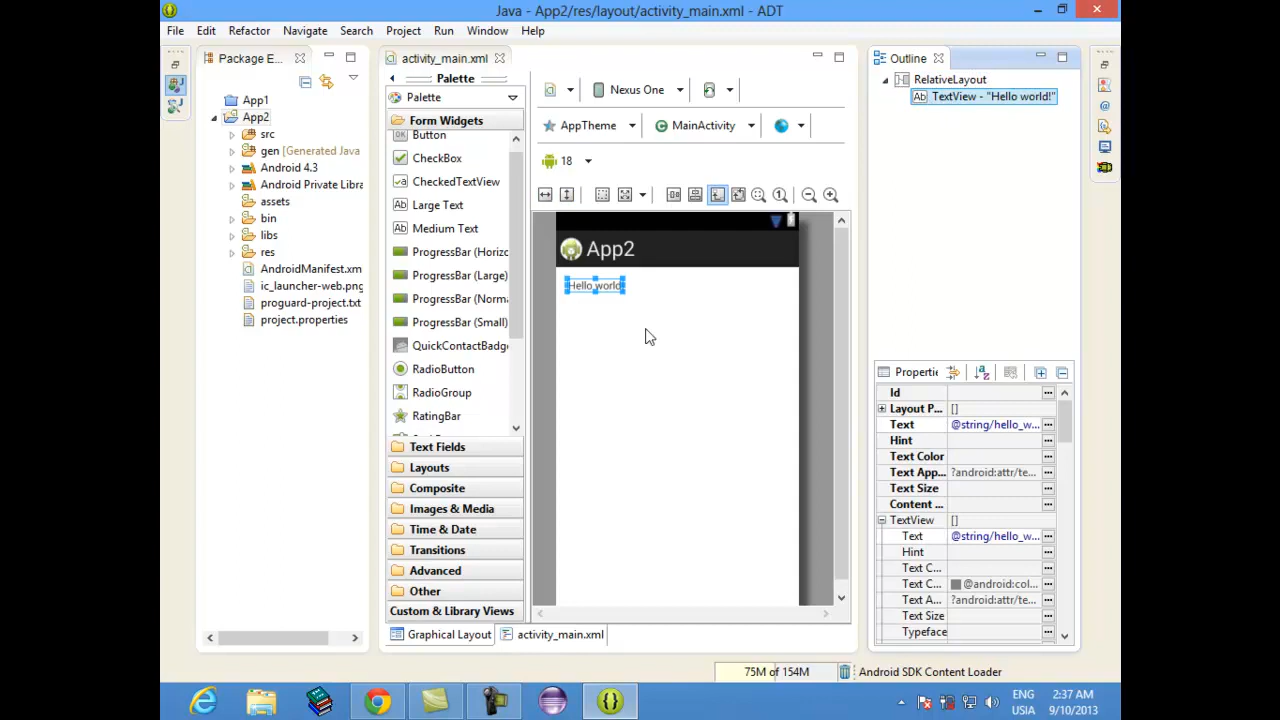 Java - App2/res/layout/activity_main.xml - ADT
File Edit Refactor Navigate Search Project Run Window Help
Package E...
App1
App2
src
gen [Generated Java
Android 4.3
Android Private Libra
assets
bin
libs
res
AndroidManifest.xm
ic_launcher-web.png
proguard-project.txt
project.properties
activity_main.xml
Palette
Palette
Form Widgets
Button
CheckBox
CheckedTextView
Large Text
Medium Text
ProgressBar (Horizo
ProgressBar (Large)
ProgressBar (Norma
ProgressBar (Small)
QuickContactBadg
RadioButton
RadioGroup
RatingBar
Text Fields
Layouts
Composite
Images & Media
Time & Date
Transitions
Advanced
Other
Custom & Library Views
Graphical Layout
activity_main.xml
Nexus One
AppTheme
MainActivity
18
App2
Hello world
Outline
RelativeLayout
Ab TextView - "Hello world!"
Properti
Id
Layout P... []
Text @string/hello_w...
Hint
Text Color
Text App... ?android:attr/te...
Text Size
Content ...
TextView []
Text @string/hello_w...
Hint
Text C...
Text C... @android:col...
Text A... ?android:attr/te...
Text Size
Typeface
75M of 154M
Android SDK Content Loader
ENG
USIA
2:37 AM
9/10/2013